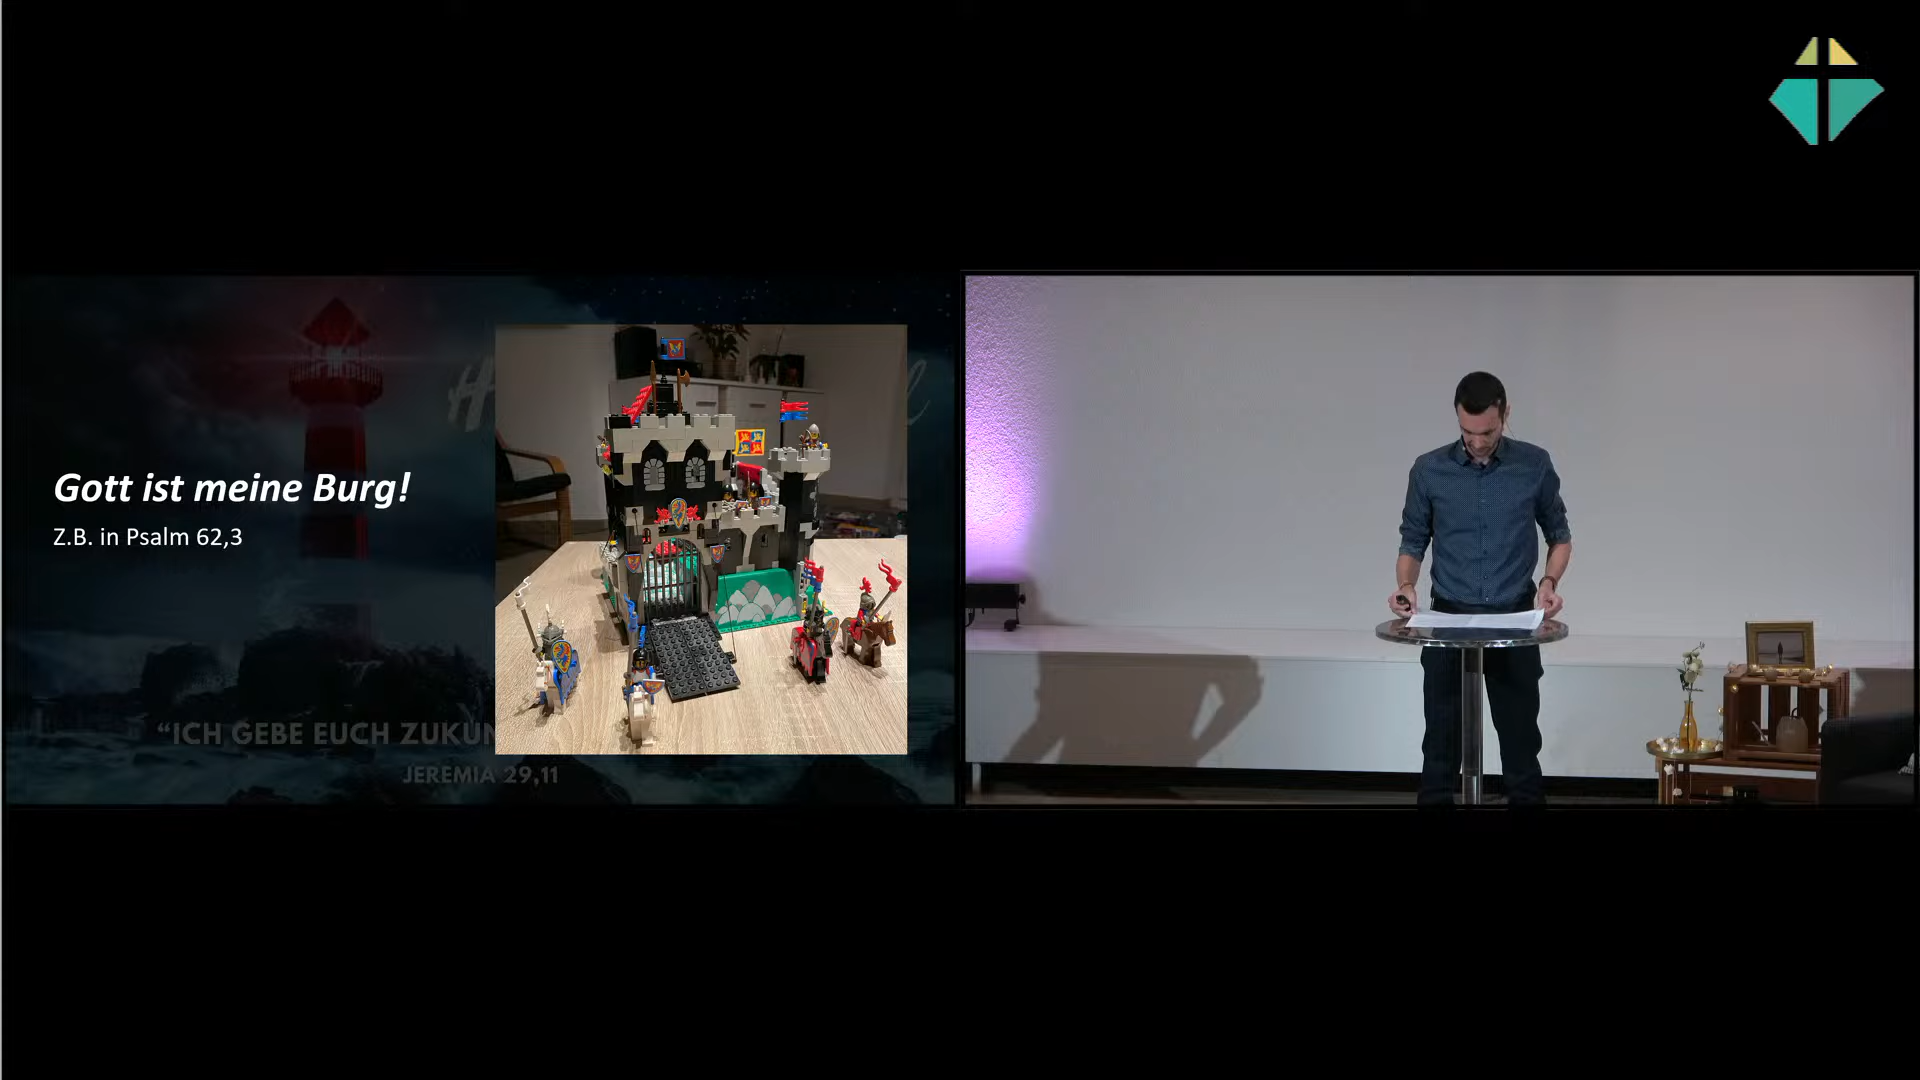 Gott ist meine Burg!
Z.B. in Psalm 62,3
“ICH GEBE EUCH ZUKUN
JEREMIA 29,11